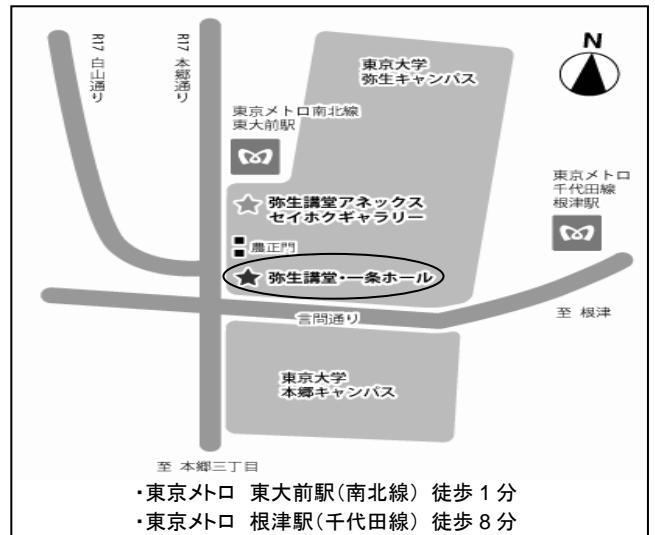 R17 白山通り
R17 本郷通り
東京大学
弥生キャンパス
N
東京メトロ南北線
東大前駅
東京メトロ
千代田線
根津駅
弥生講堂アネックス
セイホクギャラリー
農正門
弥生講堂・一条ホール
言問通り
至 根津
東京大学
本郷キャンパス
至 本郷三丁目
・東京メトロ 東大前駅(南北線) 徒歩 1 分
・東京メトロ 根津駅(千代田線) 徒歩 8 分